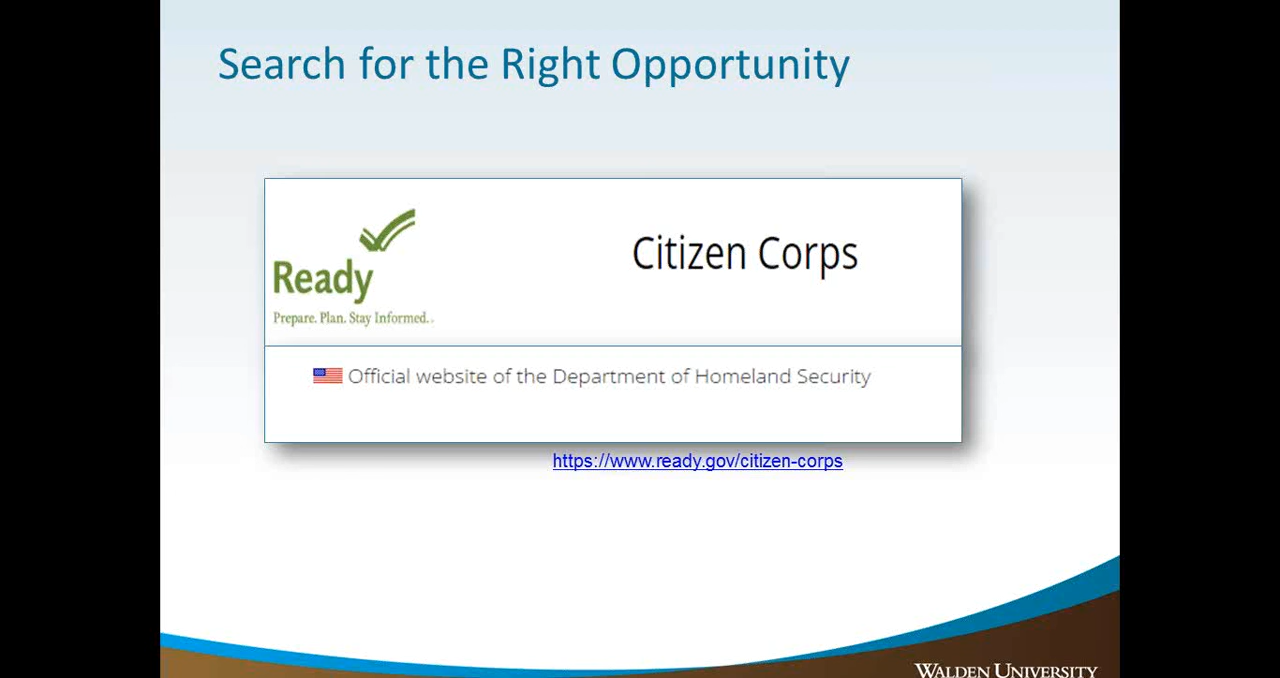 Search for the Right Opportunity
Ready
Prepare. Plan. Stay Informed.
Citizen Corps
Official website of the Department of Homeland Security
https://www.ready.gov/citizen-corps
WALDEN UNIVERSITY